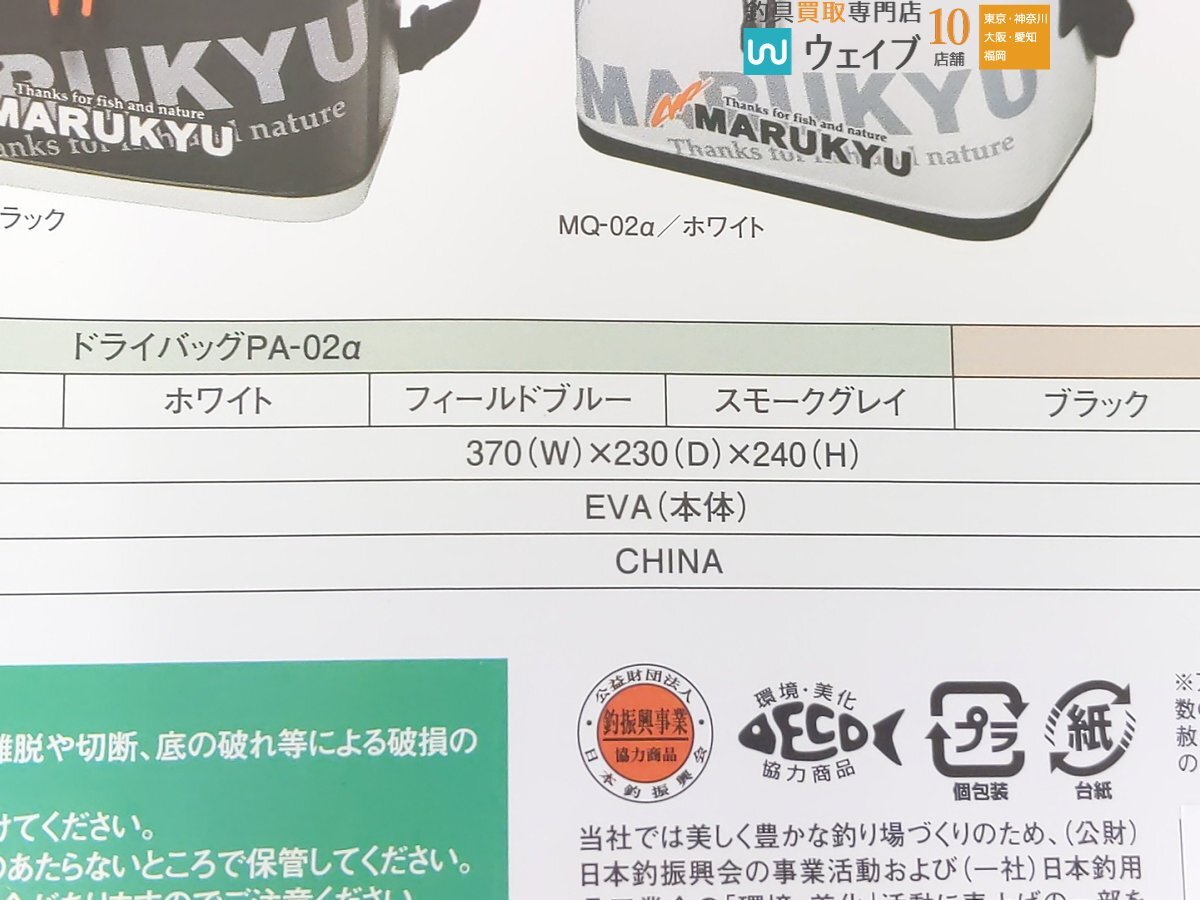 釣具買取専門店
ウェイブ
10
店舗
東京・神奈川
大阪・愛知
福岡
MARUKYU
Thanks for fish and nature
MARUKYU
nature
MARUKYU
Thanks for fish and nature
MARUKYU
Thanks for fish and nature
ラック
MQ-02α／ホワイト
ドライバッグPA-02α
ホワイト
フィールドブルー
スモークグレイ
ブラック
370(W)×230(D)×240(H)
EVA(本体)
CHINA
離脱や切断、底の破れ等による破損の
けてください。
のあたらないところで保管してください。
公益財団法人
釣振興事業
協力商品
日本釣振興会
環境・美化
ECO
協力商品
プラ
個包装
紙
台紙
当社では美しく豊かな釣り場づくりのため、(公財)
日本釣振興会の事業活動および(一社)日本釣用
数の